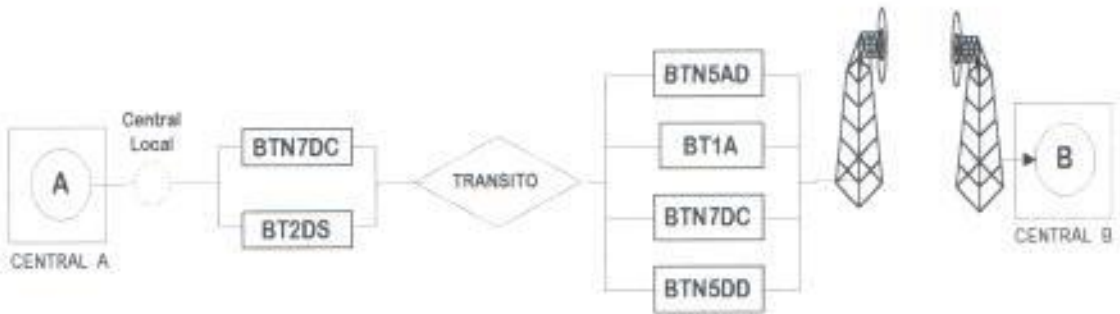 Central
Local
A
CENTRAL A
BTN7DC
BT2DS
TRANSITO
BTN5AD
BT1A
BTN7DC
BTN5DD
B
CENTRAL B